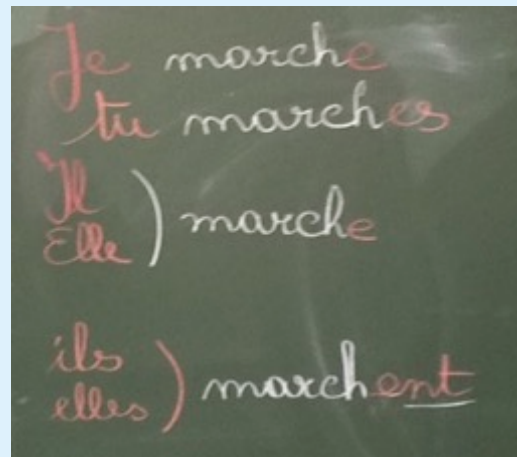 Je marche
tu marches
Il
Elle ) marche
ils
elles ) marchent